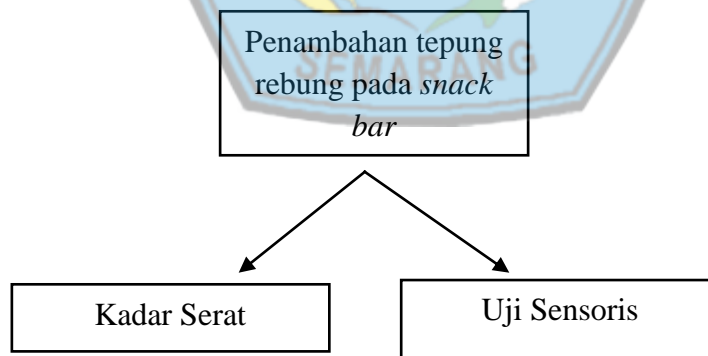 Penambahan tepung
SEMARANG
rebung pada snack
bar
Kadar Serat
Uji Sensoris